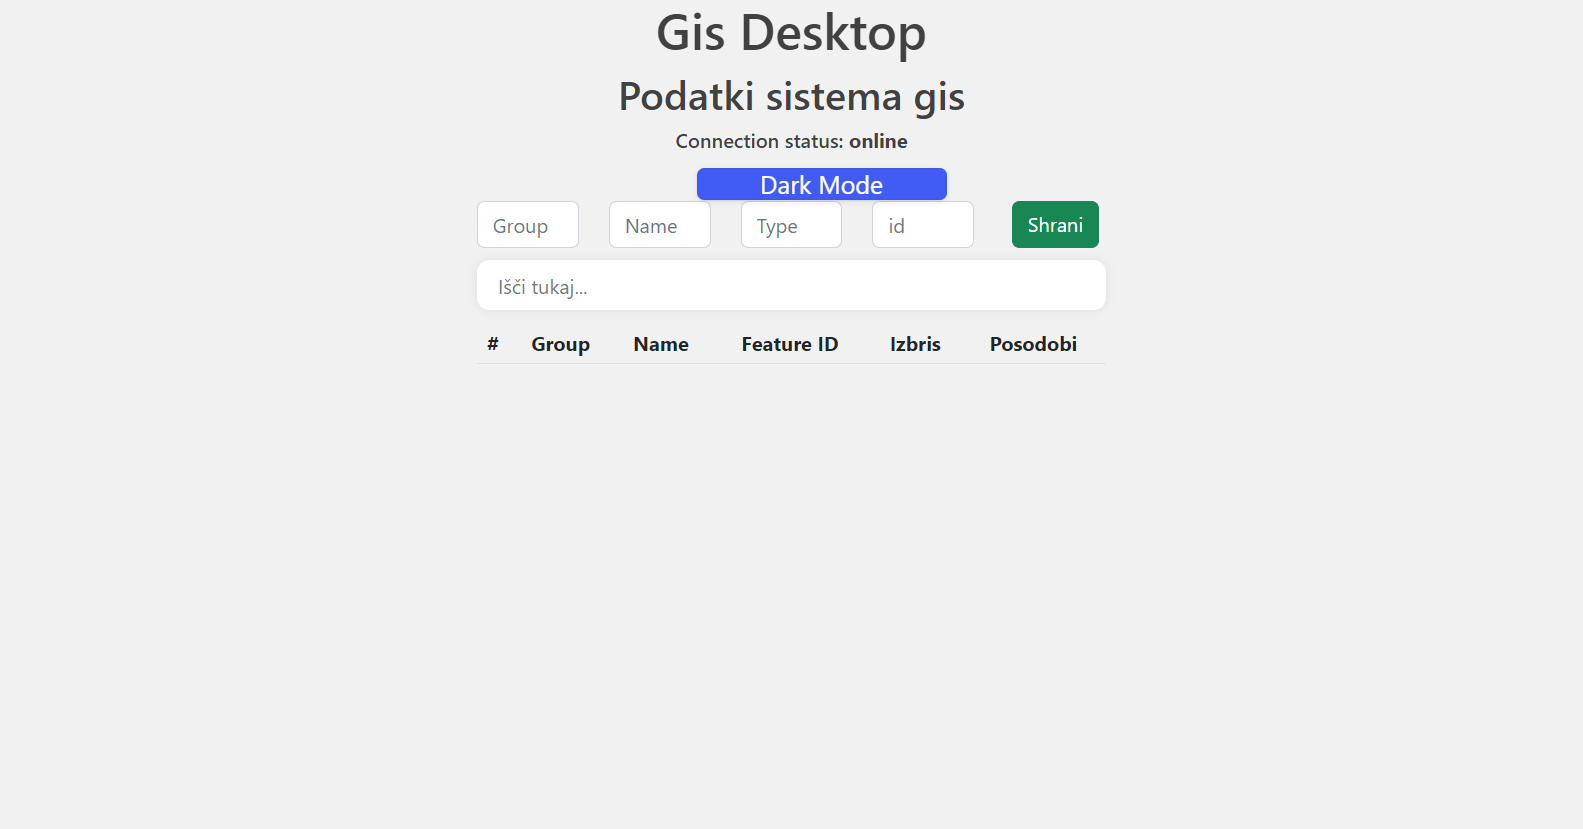 Gis Desktop
Podatki sistema gis
Connection status: online
Dark Mode
Group Name Type id Shrani
Išči tukaj...
# Group Name Feature ID Izbris Posodobi